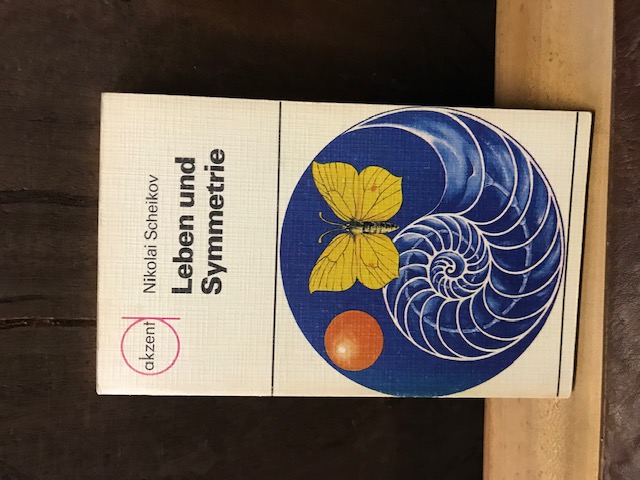 akzent
Nikolai Scheikov
Leben und
Symmetrie